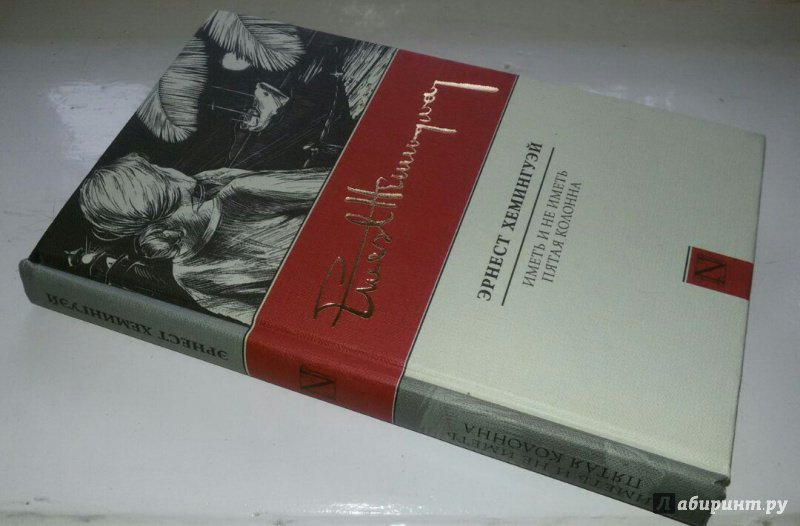 ЭРНЕСТ ХЕМИНГУЭЙ
ИМЕТЬ И НЕ ИМЕТЬ
ПЯТАЯ КОЛОННА
N
ЭРНЕСТ ХЕМИНГУЭЙ
N
ИМЕТЬ И НЕ ИМЕТЬ
ПЯТАЯ КОЛОННА
Лабиринт.ру